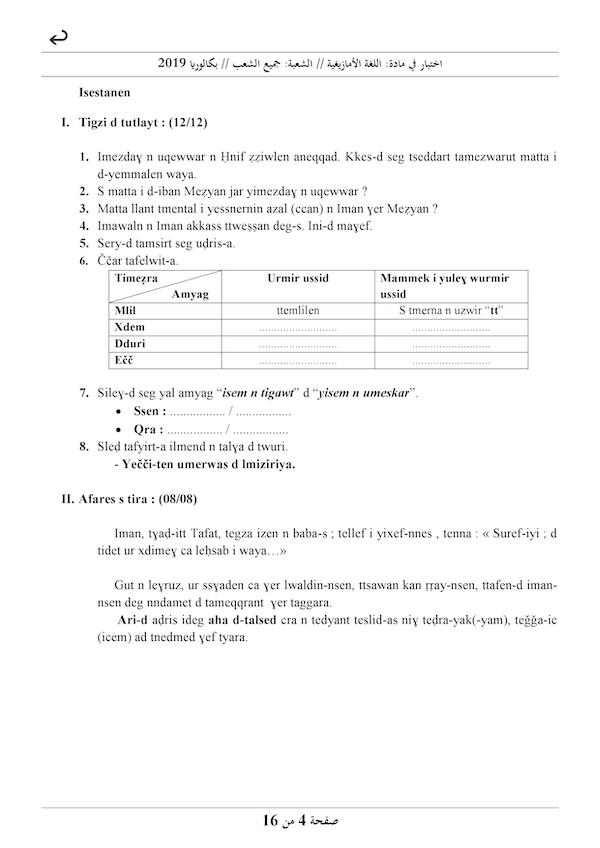 اختبار في مادة: اللغة الأمازيغية // الشعبة: جميع الشعب // بكالوريا 2019
Isestanen
I. Tigzi d tutlayt : (12/12)
1. Imezdaɣ n uqewwar n Ḥnif ẓẓiwlen aneqqad. Kkes-d seg tseddart tamezwarut matta i
d-yemmalen waya.
2. S matta i d-iban Meẓyan jar yimezdaɣ n uqewwar ?
3. Matta llant tmental i yessnernin azal (ccan) n Iman ɣer Meẓyan ?
4. Imawaln n Iman akkass ttweṣṣan deg-s. Ini-d maɣef.
5. Sery-d tamsirt seg uḍris-a.
6. Ččar tafelwit-a.
Timeẓra Urmir ussid Mammek i yuleɣ wurmir
Amyag ussid
Mlil ttemlilen S tmerna n uzwir “tt”
Xdem ......................... .........................
Dduri ......................... .........................
Ečč ......................... .........................
7. Sileɣ-d seg yal amyag “isem n tigawt” d “yisem n umeskar”.
• Ssen : ................. / .................
• Qra : ................. / .................
8. Sleḍ tafyirt-a ilmend n talɣa d twuri.
- Yečči-ten umerwas d lmiziriya.
II. Afares s tira : (08/08)
Iman, tɣaḍ-itt Tafat, tegza izen n baba-s ; tellef i yixef-nnes , tenna : « Suref-iyi ; d
tidet ur xdimeɣ ca leḥsab i waya…»
Gut n leɣruz, ur ssɣaden ca ɣer lwaldin-nsen, ttsawan kan ṛṛay-nsen, ttafen-d iman-
nsen deg nndamet d tameqqrant ɣer taggara.
Ari-d aḍris ideg aha d-talsed cra n tedyant teslid-as niɣ teḍra-yak(-yam), teǧǧa-ic
(icem) ad tnedmed ɣef tyara.
صفحة 4 من 16